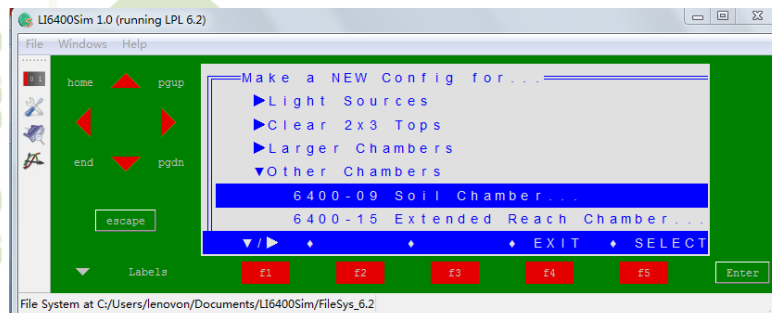 LI6400Sim 1.0 (running LPL 6.2)
File Windows Help
home pgup
end pgdn
escape
Make a NEW Config for...
▶Light Sources
▶Clear 2x3 Tops
▶Larger Chambers
▼Other Chambers
6400-09 Soil Chamber...
6400-15 Extended Reach Chamber...
▼/▶ ♦ ♦ ♦ EXIT ♦ SELECT
Labels f1 f2 f3 f4 f5 Enter
File System at C:/Users/lenovon/Documents/LI6400Sim/FileSys_6.2